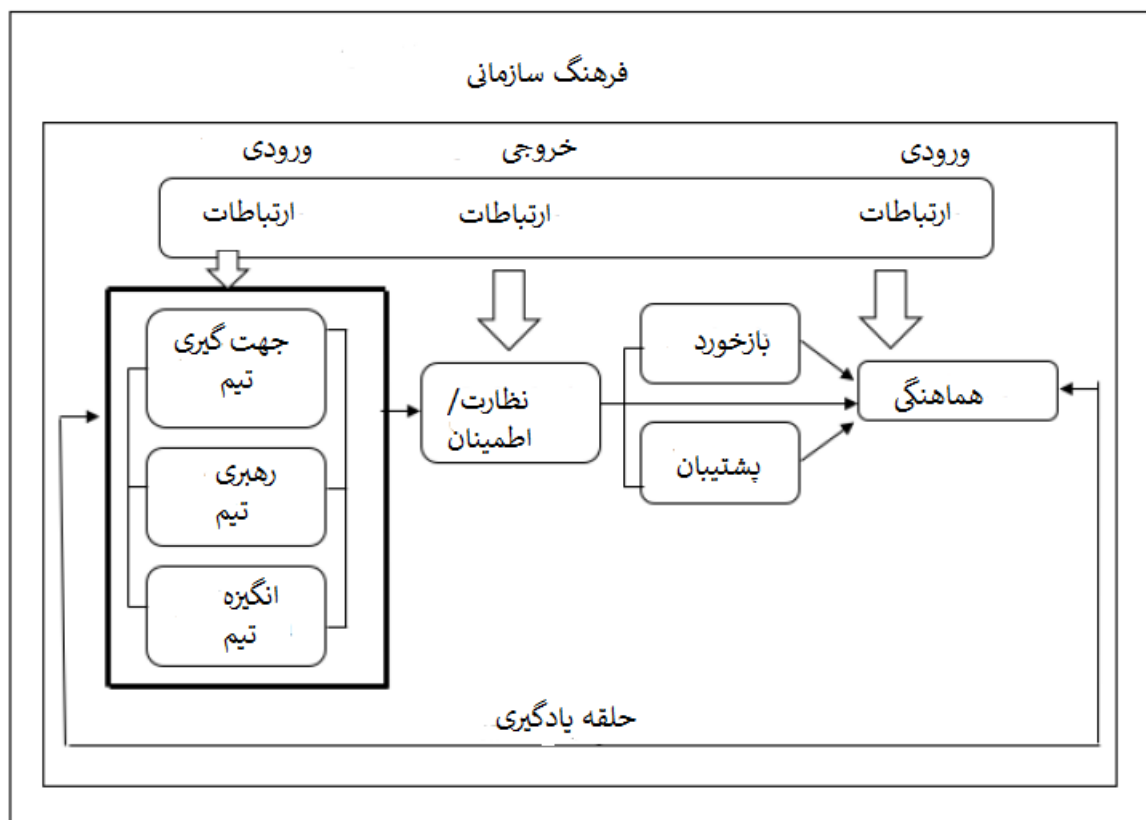 فرهنگ سازمانی
ورودی
خروجی
ورودی
ارتباطات
ارتباطات
ارتباطات
جهت گیری
تیم
رهبری
تیم
انگیزه
تیم
نظارت/
اطمینان
بازخورد
پشتیبان
هماهنگی
حلقه یادگیری